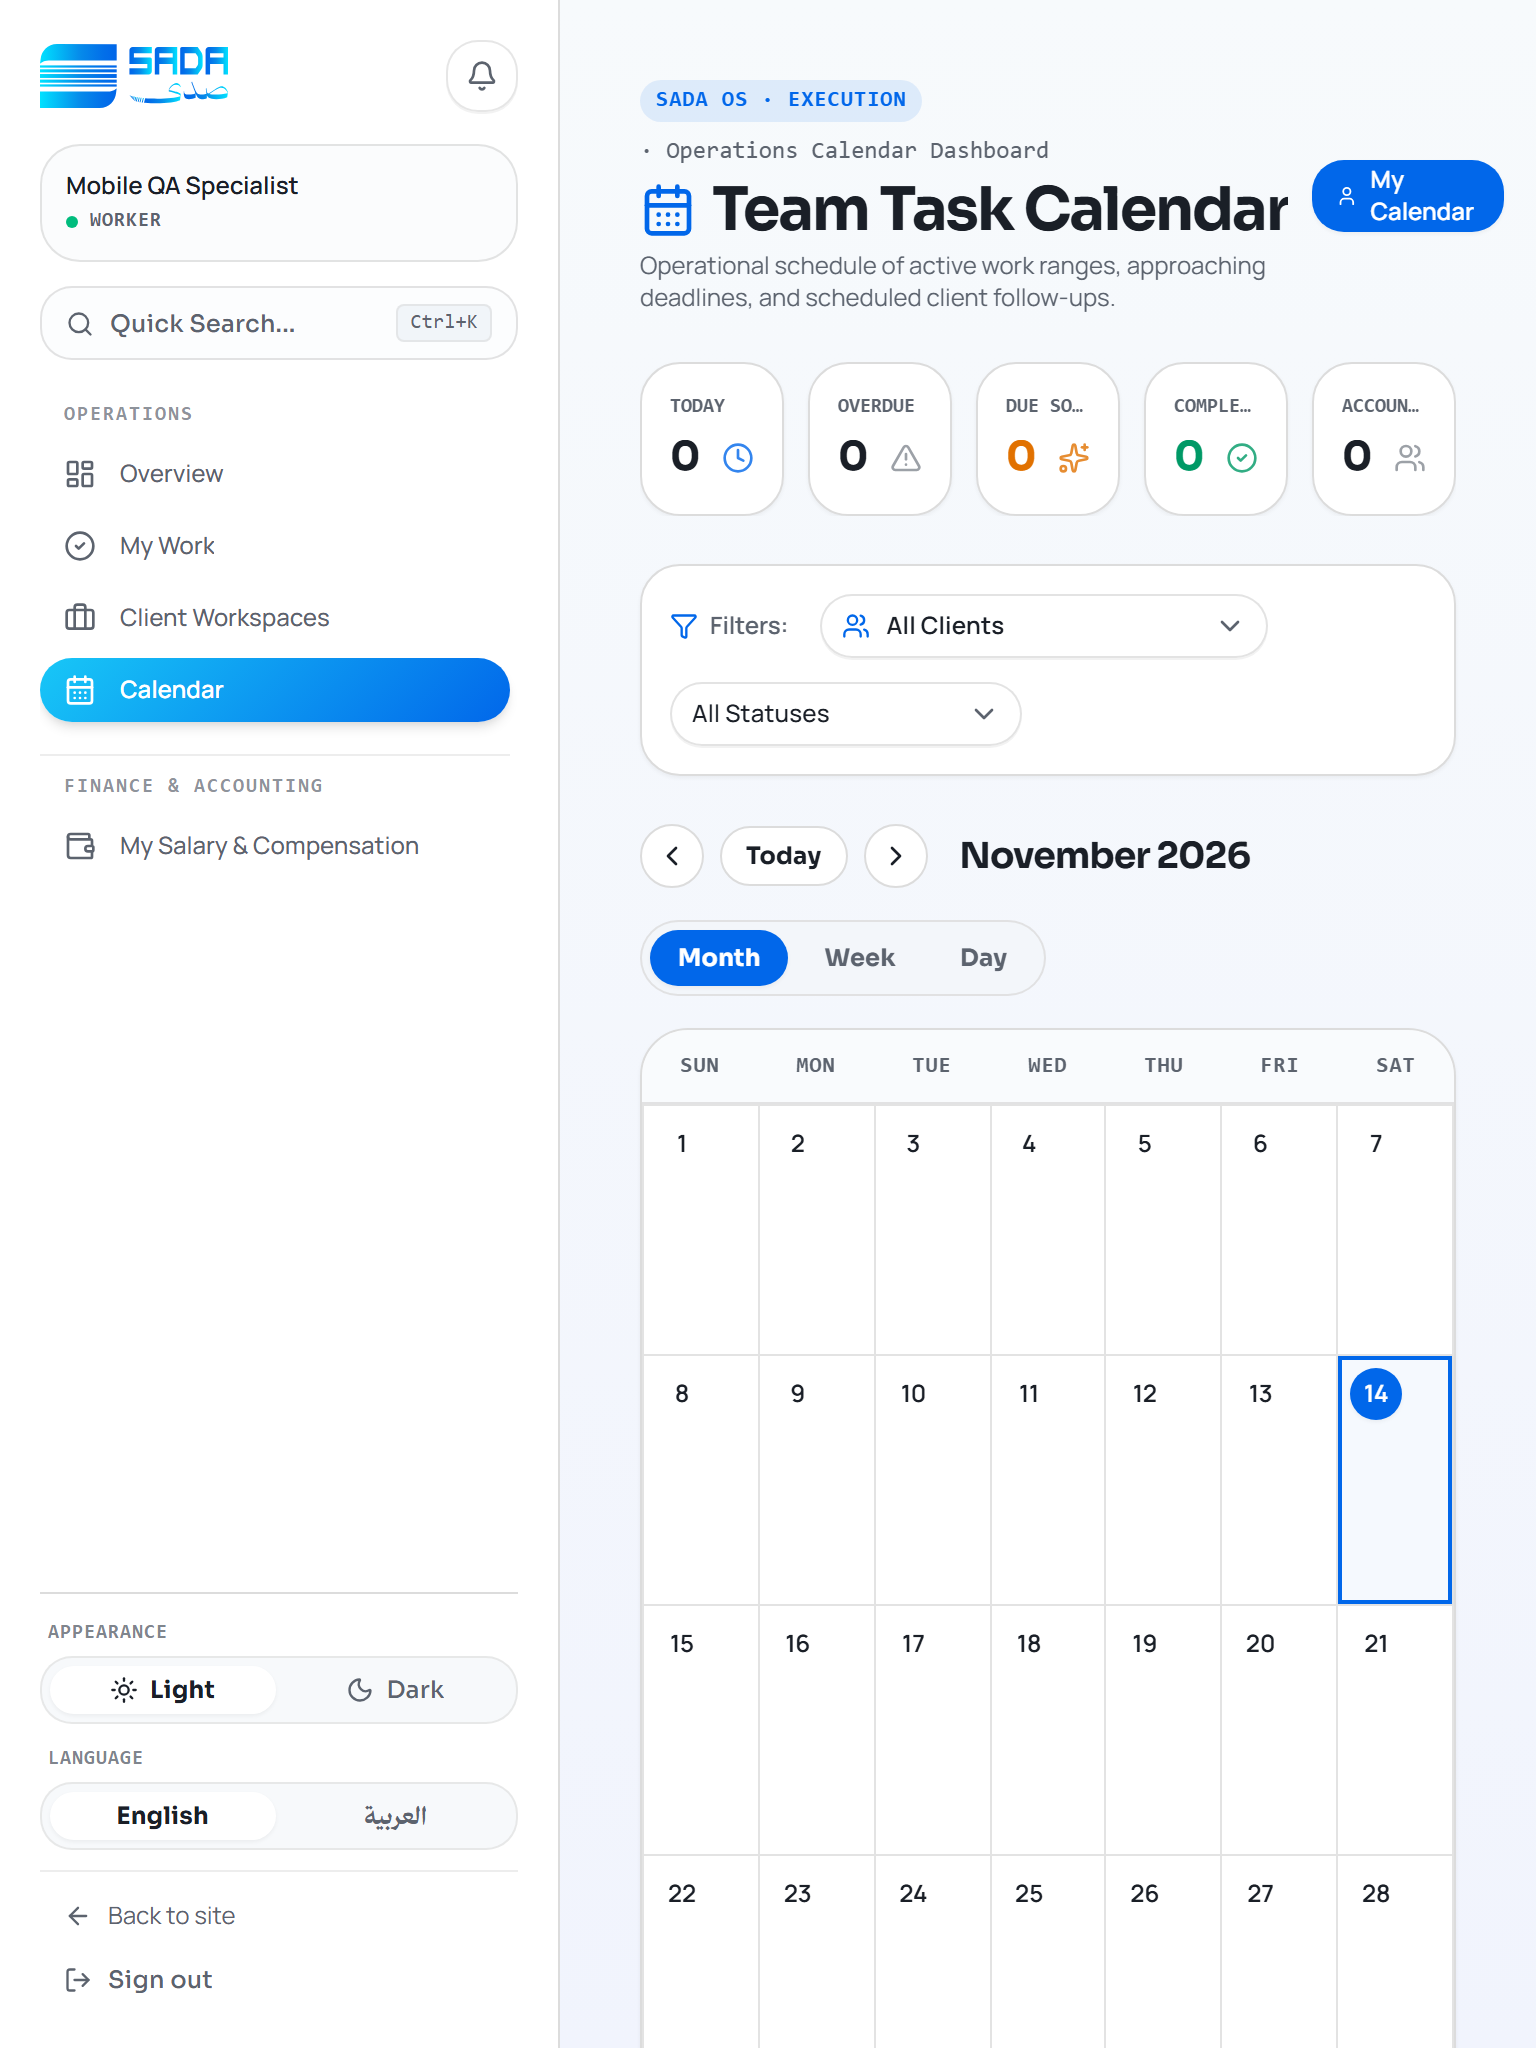 SADA
صدى
Mobile QA Specialist
WORKER
Quick Search...
Ctrl+K
OPERATIONS
Overview
My Work
Client Workspaces
Calendar
FINANCE & ACCOUNTING
My Salary & Compensation
APPEARANCE
Light
Dark
LANGUAGE
English
العربية
Back to site
Sign out
SADA OS · EXECUTION
· Operations Calendar Dashboard
Team Task Calendar
My
Calendar
Operational schedule of active work ranges, approaching
deadlines, and scheduled client follow-ups.
TODAY
0
OVERDUE
0
DUE SO…
0
COMPLE…
0
ACCOUN…
0
Filters:
All Clients
All Statuses
Today
November 2026
Month
Week
Day
SUN MON TUE WED THU FRI SAT
1 2 3 4 5 6 7
8 9 10 11 12 13 14
15 16 17 18 19 20 21
22 23 24 25 26 27 28